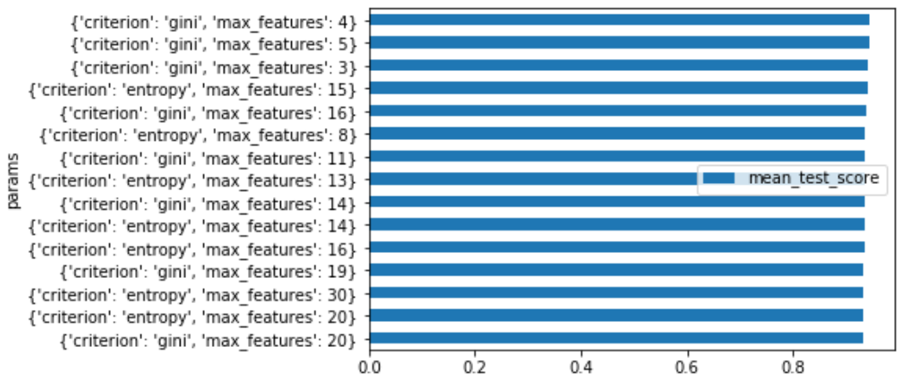 {'criterion': 'gini', 'max_features': 4}
{'criterion': 'gini', 'max_features': 5}
{'criterion': 'gini', 'max_features': 3}
{'criterion': 'entropy', 'max_features': 15}
{'criterion': 'gini', 'max_features': 16}
{'criterion': 'entropy', 'max_features': 8}
{'criterion': 'gini', 'max_features': 11}
{'criterion': 'entropy', 'max_features': 13}
{'criterion': 'gini', 'max_features': 14}
{'criterion': 'entropy', 'max_features': 14}
{'criterion': 'entropy', 'max_features': 16}
{'criterion': 'gini', 'max_features': 19}
{'criterion': 'entropy', 'max_features': 30}
{'criterion': 'entropy', 'max_features': 20}
{'criterion': 'gini', 'max_features': 20}
params
mean_test_score
0.0 0.2 0.4 0.6 0.8